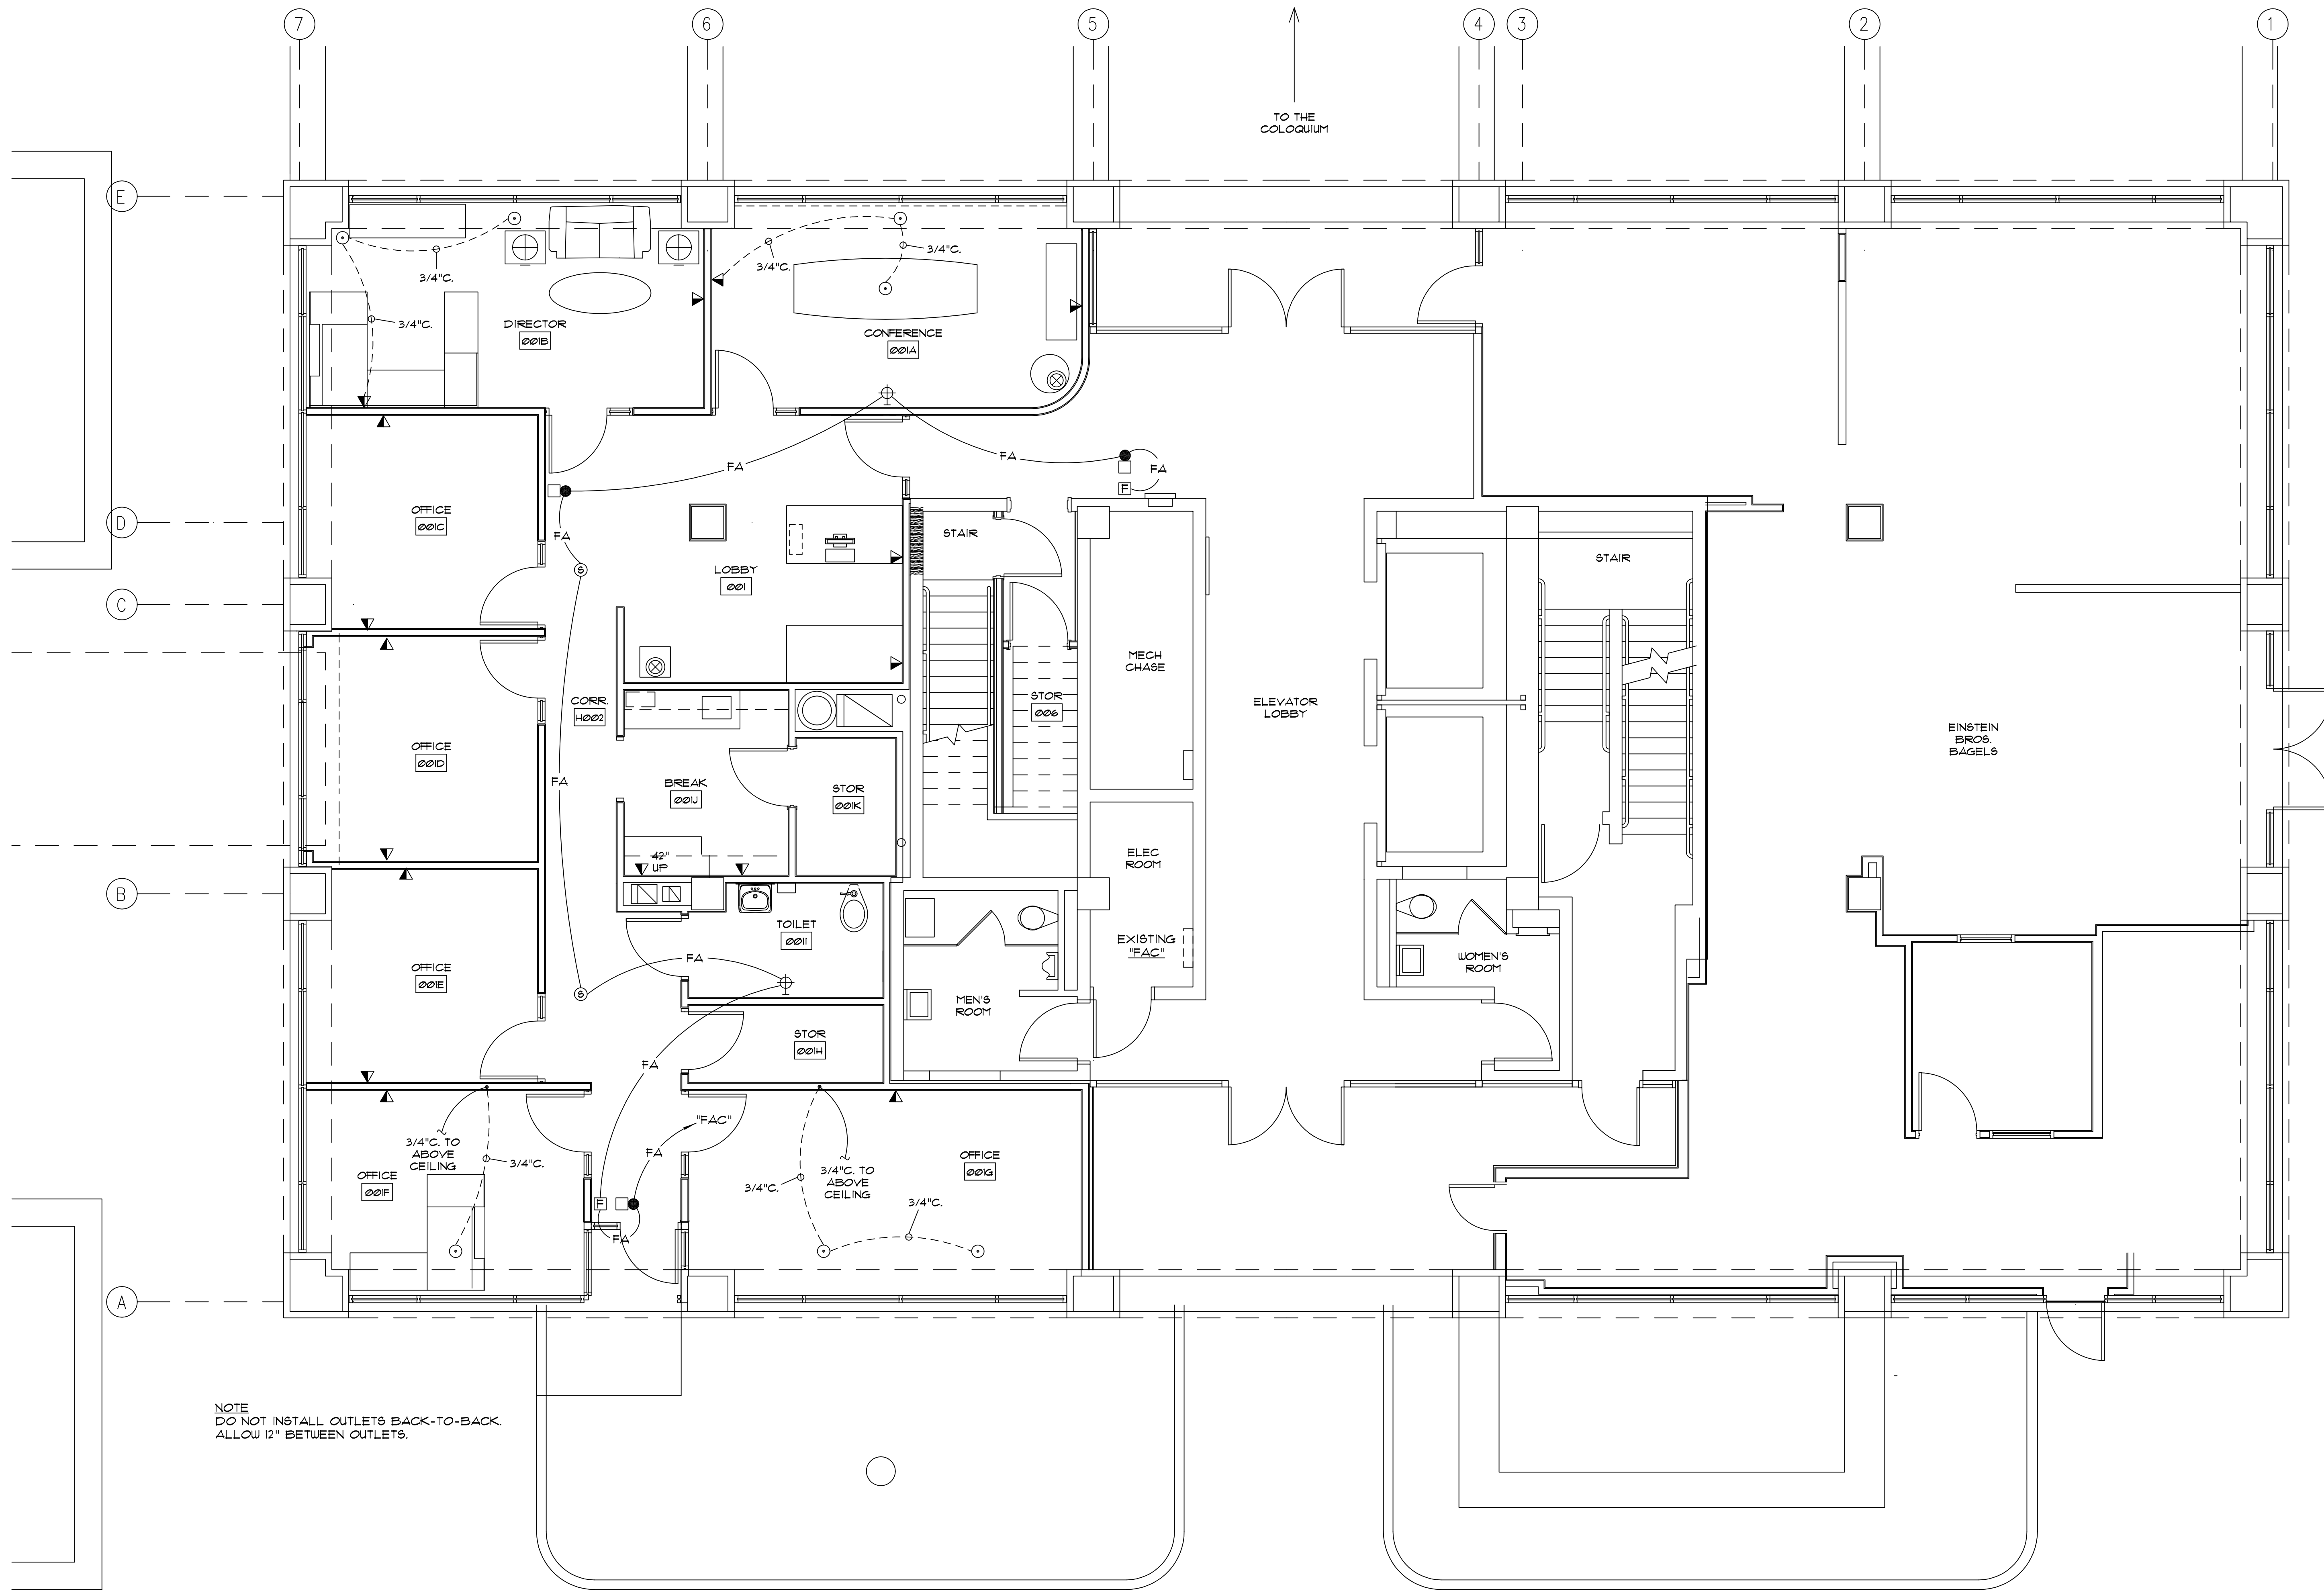 7
6
5
4
3
2
1
TO THE
COLOQUIUM
E
D
C
B
A
3/4"C.
3/4"C.
3/4"C.
3/4"C.
DIRECTOR
001B
CONFERENCE
001A
FA
FA
FA
F
OFFICE
001C
FA
S
LOBBY
001
STAIR
STAIR
MECH
CHASE
STOR
006
ELEVATOR
LOBBY
CORR.
H002
EINSTEIN
BROS.
BAGELS
OFFICE
001D
FA
BREAK
001J
STOR
001K
42"
UP
ELEC
ROOM
TOILET
001I
EXISTING
"FAC"
OFFICE
001E
FA
S
WOMEN'S
ROOM
MEN'S
ROOM
STOR
001H
FA
"FAC"
3/4"C. TO
ABOVE
CEILING
3/4"C.
OFFICE
001F
FA
F
FA
3/4"C. TO
ABOVE
CEILING
3/4"C.
3/4"C.
OFFICE
001G
NOTE
DO NOT INSTALL OUTLETS BACK-TO-BACK.
ALLOW 12" BETWEEN OUTLETS.